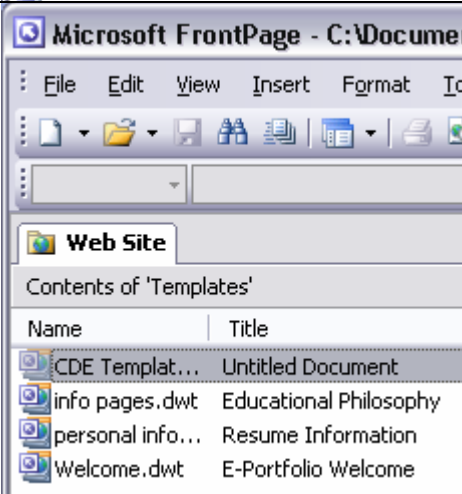 Microsoft FrontPage - C:\Docume
File Edit View Insert Format To
Web Site
Contents of 'Templates'
Name Title
CDE Templat... Untitled Document
info pages.dwt Educational Philosophy
personal info... Resume Information
Welcome.dwt E-Portfolio Welcome